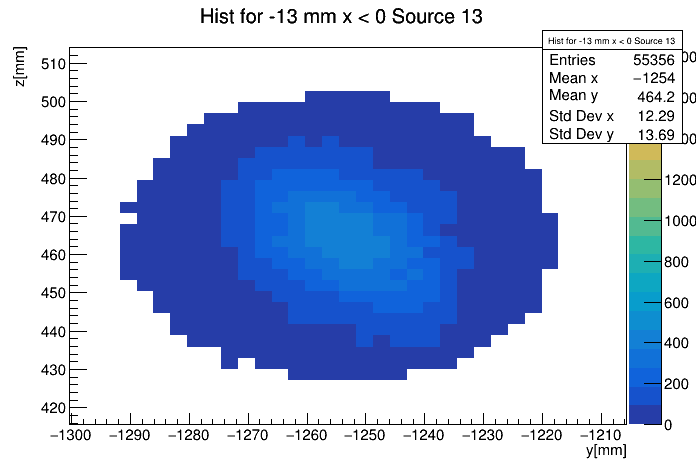 Hist for -13 mm x < 0 Source 13
Hist for -13 mm x < 0 Source 13
Entries 55356
Mean x −1254
Mean y 464.2
Std Dev x 12.29
Std Dev y 13.69
z[mm]
510
500
490
480
470
460
450
440
430
420
1200
1000
800
600
400
200
0
−1300 −1290 −1280 −1270 −1260 −1250 −1240 −1230 −1220 −1210
y[mm]